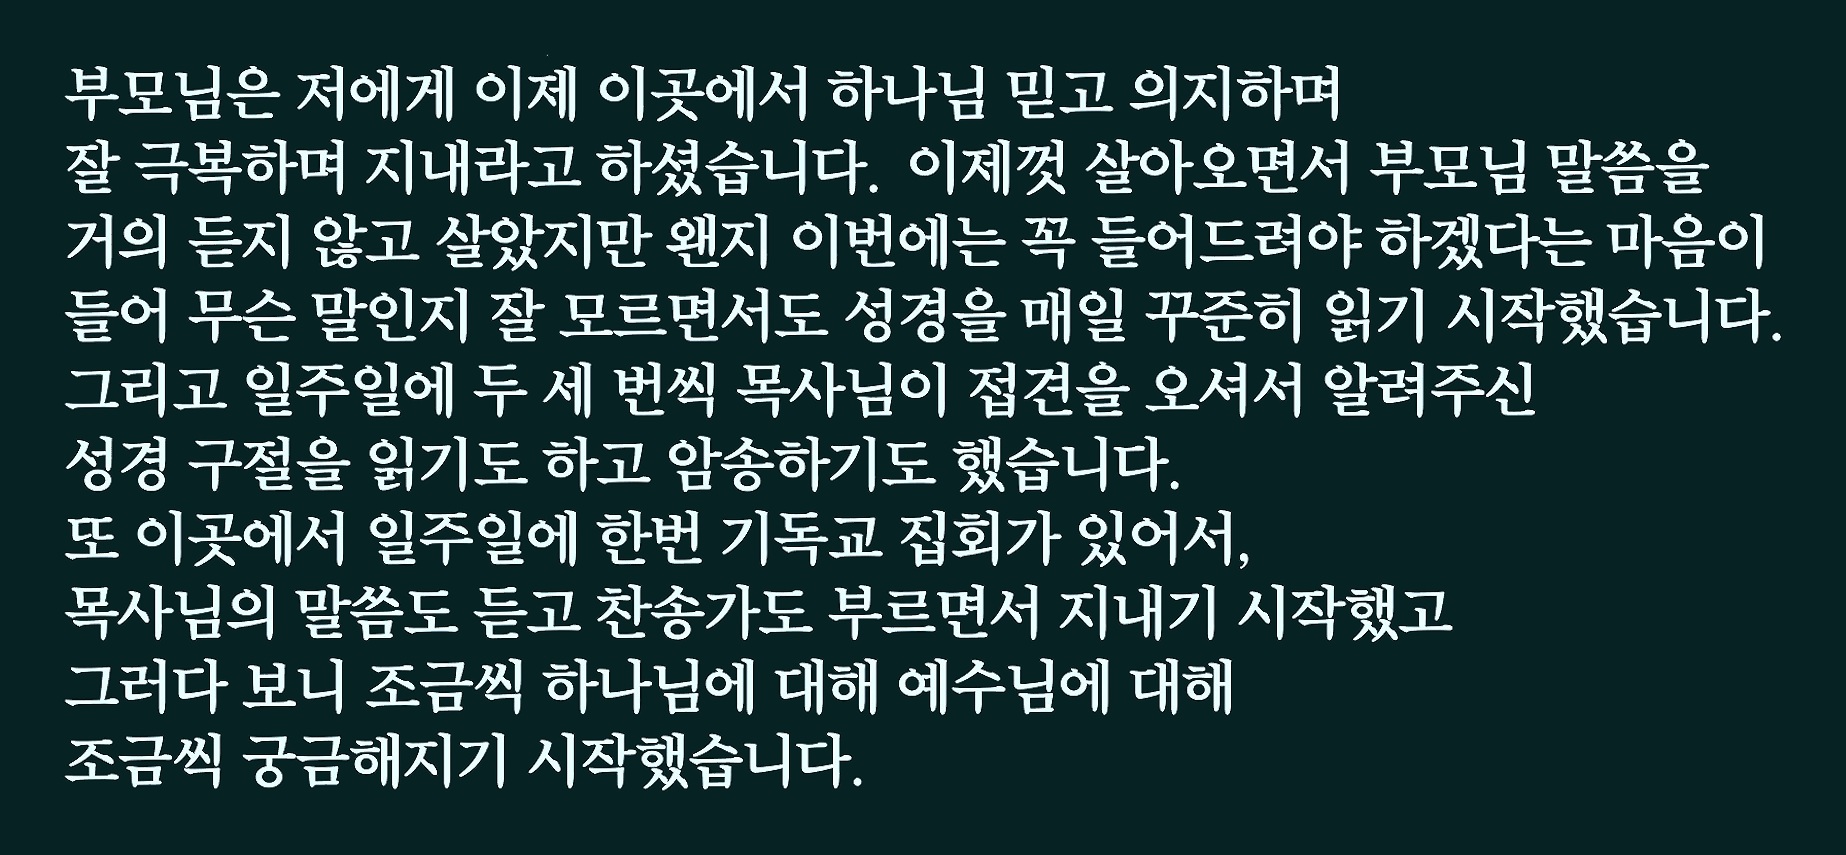 부모님은 저에게 이제 이곳에서 하나님 믿고 의지하며
잘 극복하며 지내라고 하셨습니다. 이제껏 살아오면서 부모님 말씀을
거의 듣지 않고 살았지만 왠지 이번에는 꼭 들어드려야 하겠다는 마음이
들어 무슨 말인지 잘 모르면서도 성경을 매일 꾸준히 읽기 시작했습니다.
그리고 일주일에 두 세 번씩 목사님이 접견을 오셔서 알려주신
성경 구절을 읽기도 하고 암송하기도 했습니다.
또 이곳에서 일주일에 한번 기독교 집회가 있어서,
목사님의 말씀도 듣고 찬송가도 부르면서 지내기 시작했고
그러다 보니 조금씩 하나님에 대해 예수님에 대해
조금씩 궁금해지기 시작했습니다.